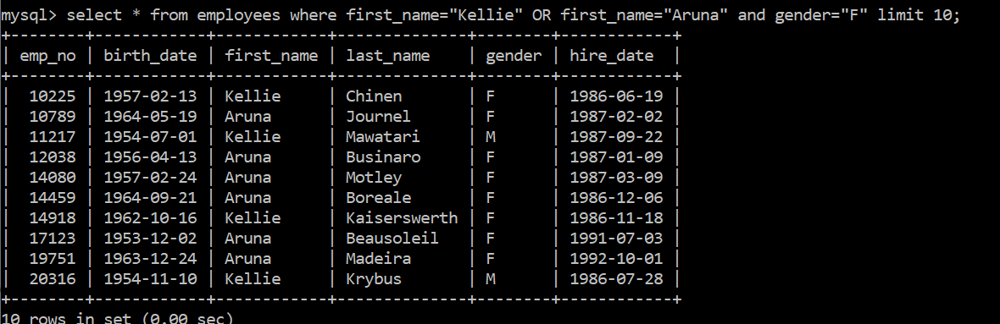 mysql> select * from employees where first_name="Kellie" OR first_name="Aruna" and gender="F" limit 10;
+--------+------------+------------+--------------+--------+------------+
| emp_no | birth_date | first_name | last_name    | gender | hire_date  |
+--------+------------+------------+--------------+--------+------------+
|  10225 | 1957-02-13 | Kellie     | Chinen       | F      | 1986-06-19 |
|  10789 | 1964-05-19 | Aruna      | Journel      | F      | 1987-02-02 |
|  11217 | 1954-07-01 | Kellie     | Mawatari     | M      | 1987-09-22 |
|  12038 | 1956-04-13 | Aruna      | Businaro     | F      | 1987-01-09 |
|  14080 | 1957-02-24 | Aruna      | Motley       | F      | 1987-03-09 |
|  14459 | 1964-09-21 | Aruna      | Boreale      | F      | 1986-12-06 |
|  14918 | 1962-10-16 | Kellie     | Kaiserswerth | F      | 1986-11-18 |
|  17123 | 1953-12-02 | Aruna      | Beausoleil   | F      | 1991-07-03 |
|  19751 | 1963-12-24 | Aruna      | Madeira      | F      | 1992-10-01 |
|  20316 | 1954-11-10 | Kellie     | Krybus       | M      | 1986-07-28 |
+--------+------------+------------+--------------+--------+------------+
10 rows in set (0.00 sec)